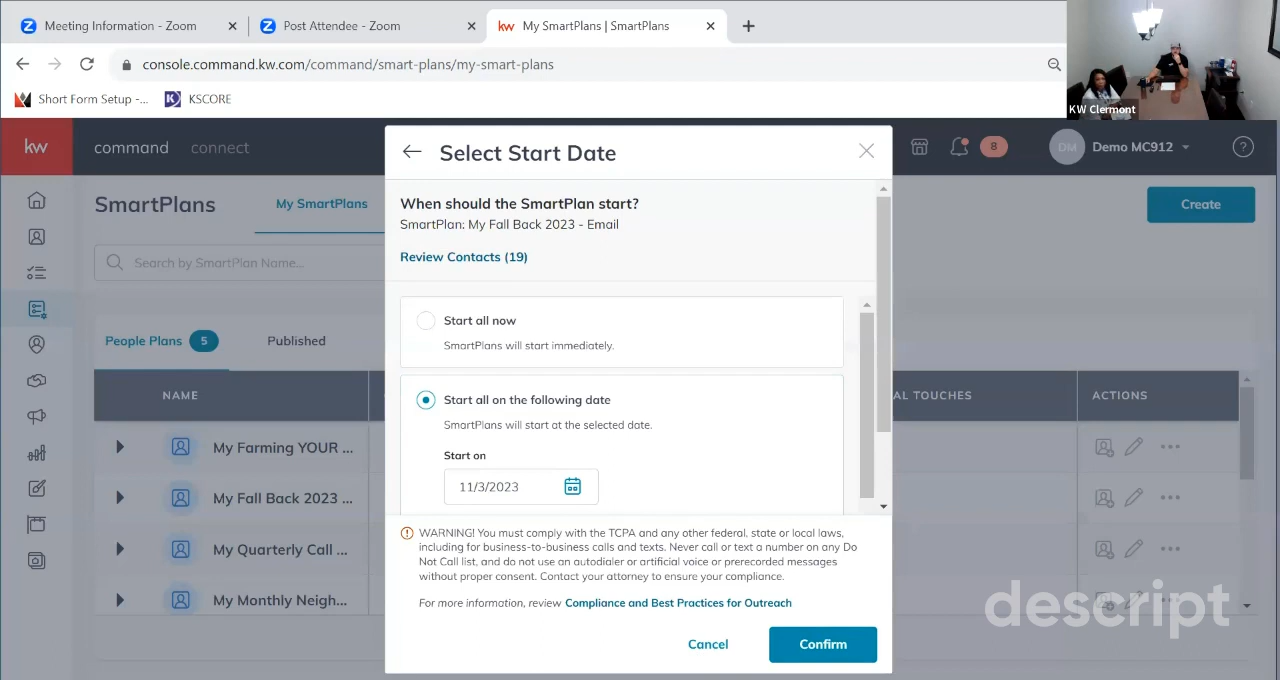 Meeting Information - Zoom
Post Attendee - Zoom
kw My SmartPlans | SmartPlans
console.command.kw.com/command/smart-plans/my-smart-plans
Short Form Setup -...
KSCORE
KW Clermont
kw
command
connect
8
DM
Demo MC912
SmartPlans
My SmartPlans
Create
Search by SmartPlan Name...
People Plans 5
Published
NAME
AL TOUCHES
ACTIONS
My Farming YOUR ...
My Fall Back 2023 ...
My Quarterly Call ...
My Monthly Neigh...
Select Start Date
When should the SmartPlan start?
SmartPlan: My Fall Back 2023 - Email
Review Contacts (19)
Start all now
SmartPlans will start immediately.
Start all on the following date
SmartPlans will start at the selected date.
Start on
11/3/2023
WARNING! You must comply with the TCPA and any other federal, state or local laws,
including for business-to-business calls and texts. Never call or text a number on any Do
Not Call list, and do not use an autodialer or artificial voice or prerecorded messages
without proper consent. Contact your attorney to ensure your compliance.
For more information, review Compliance and Best Practices for Outreach
Cancel
Confirm
descript